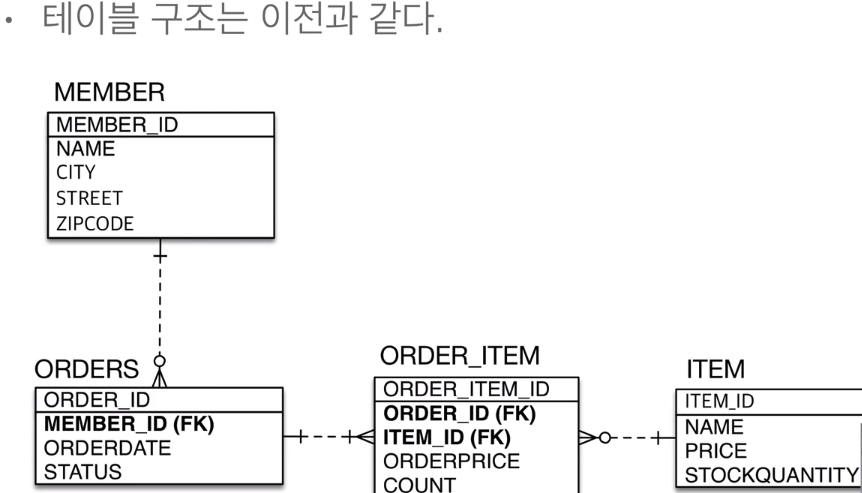 • 테이블 구조는 이전과 같다.
MEMBER
MEMBER_ID
NAME
CITY
STREET
ZIPCODE
ORDERS
ORDER_ID
MEMBER_ID (FK)
ORDERDATE
STATUS
ORDER_ITEM
ORDER_ITEM_ID
ORDER_ID (FK)
ITEM_ID (FK)
ORDERPRICE
COUNT
ITEM
ITEM_ID
NAME
PRICE
STOCKQUANTITY